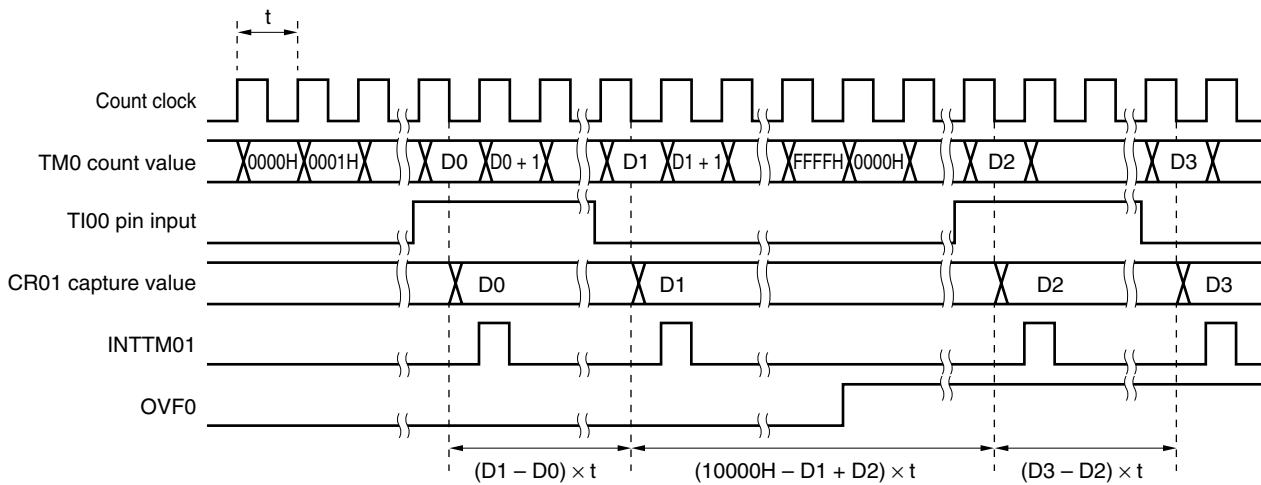 t
Count clock
TM0 count value 0000H 0001H D0 D0 + 1 D1 D1 + 1 FFFFH 0000H D2 D3
TI00 pin input
CR01 capture value D0 D1 D2 D3
INTTM01
OVF0
(D1 – D0) × t (10000H – D1 + D2) × t (D3 – D2) × t